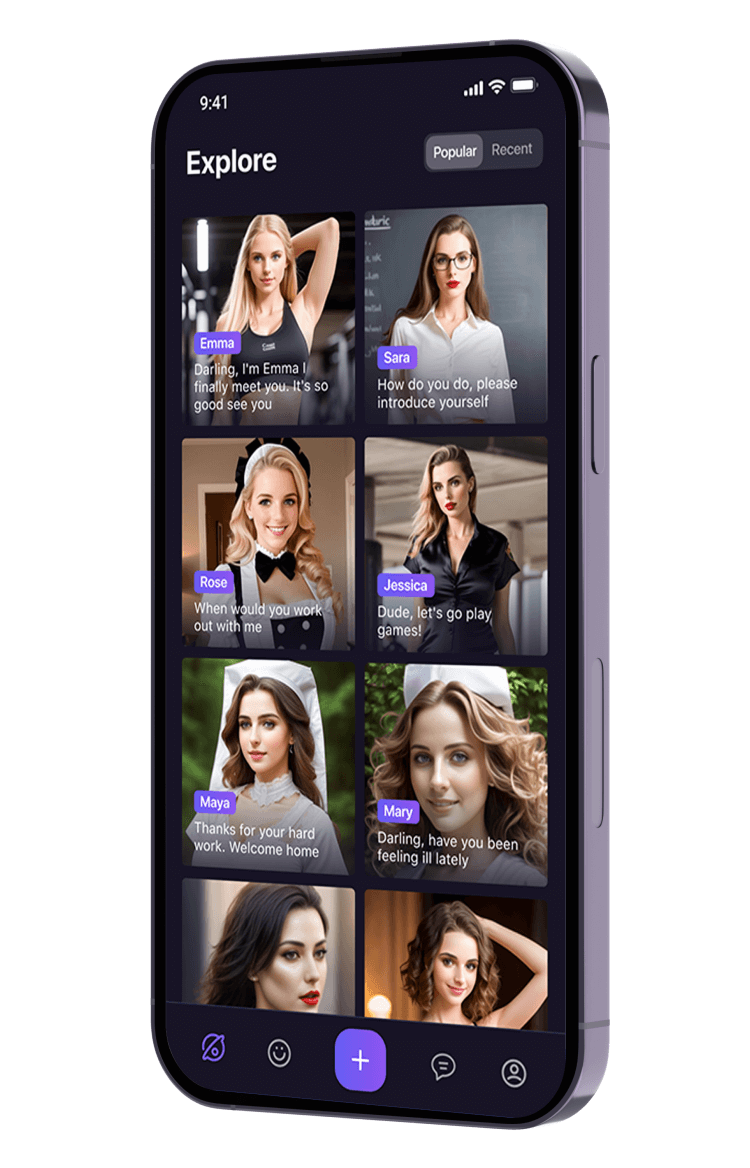 9:41
Explore
Popular
Recent
Emma
Darling, I'm Emma I
finally meet you. It's so
good see you
Sara
How do you do, please
introduce yourself
Rose
When would you work
out with me
Jessica
Dude, let's go play
games!
Maya
Thanks for your hard
work. Welcome home
Mary
Darling, have you been
feeling ill lately